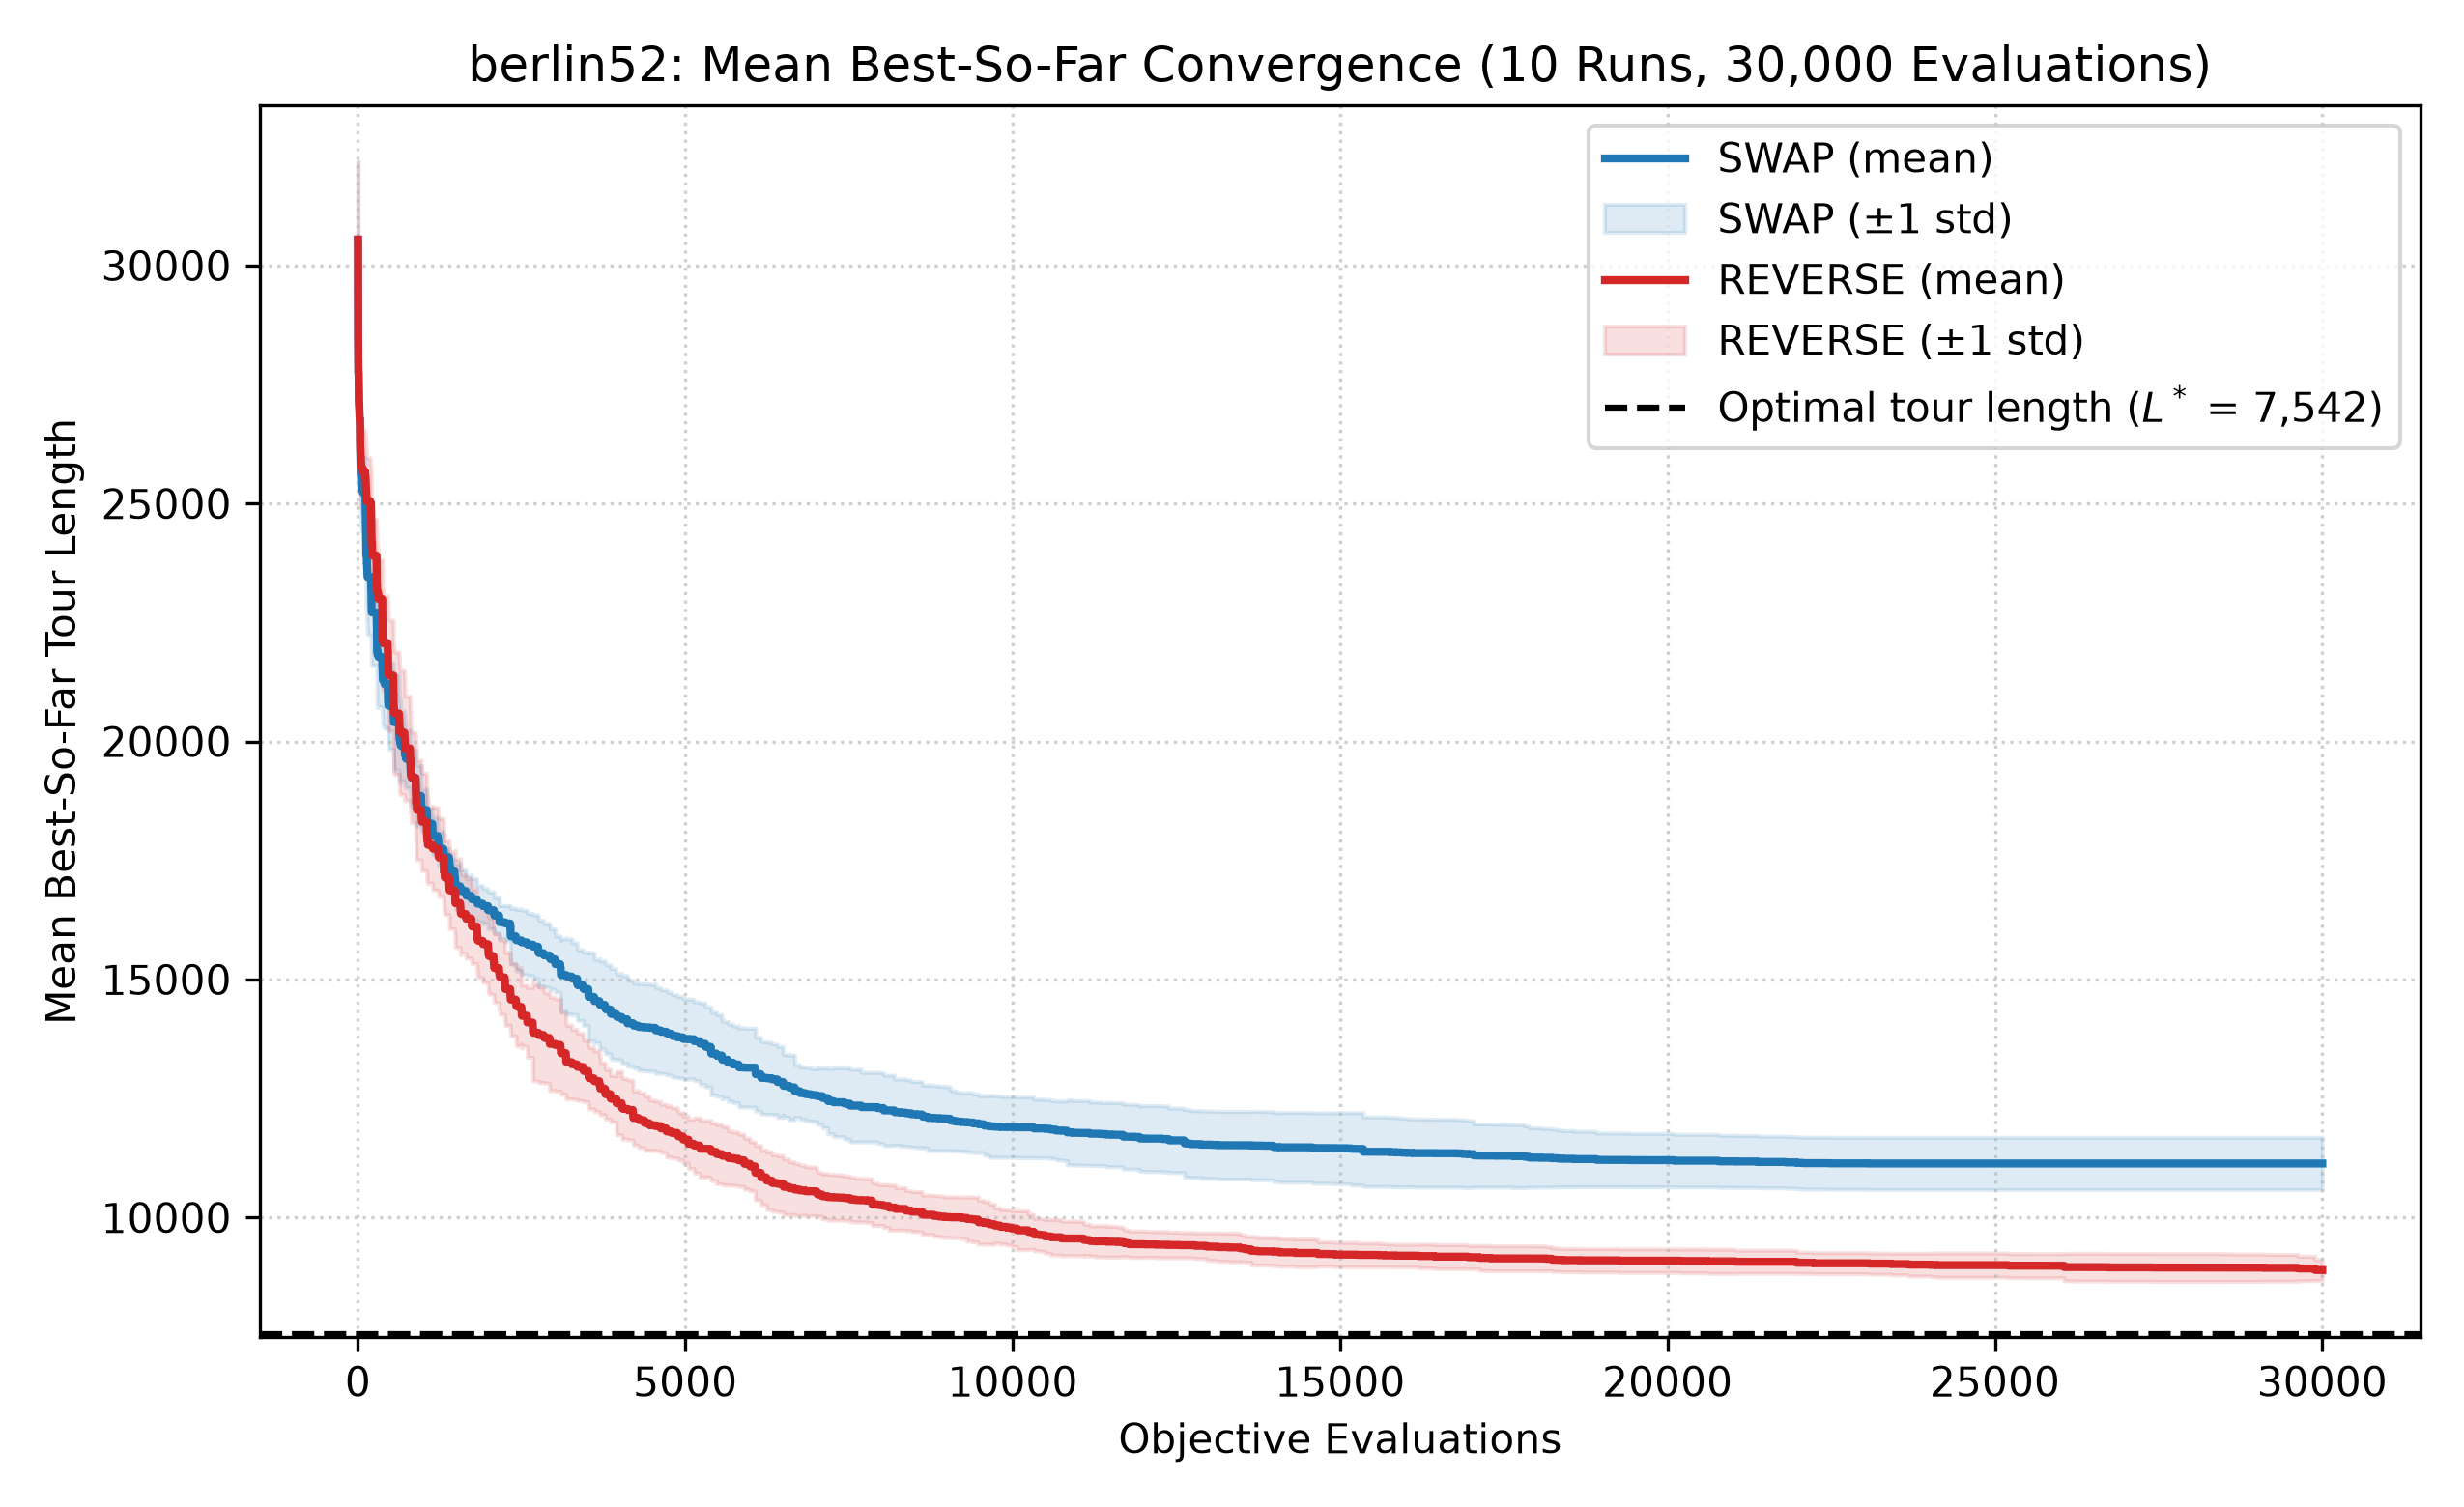 berlin52: Mean Best-So-Far Convergence (10 Runs, 30,000 Evaluations)
SWAP (mean)
SWAP (±1 std)
REVERSE (mean)
REVERSE (±1 std)
Optimal tour length (L* = 7,542)
Mean Best-So-Far Tour Length
30000
25000
20000
15000
10000
0 5000 10000 15000 20000 25000 30000
Objective Evaluations